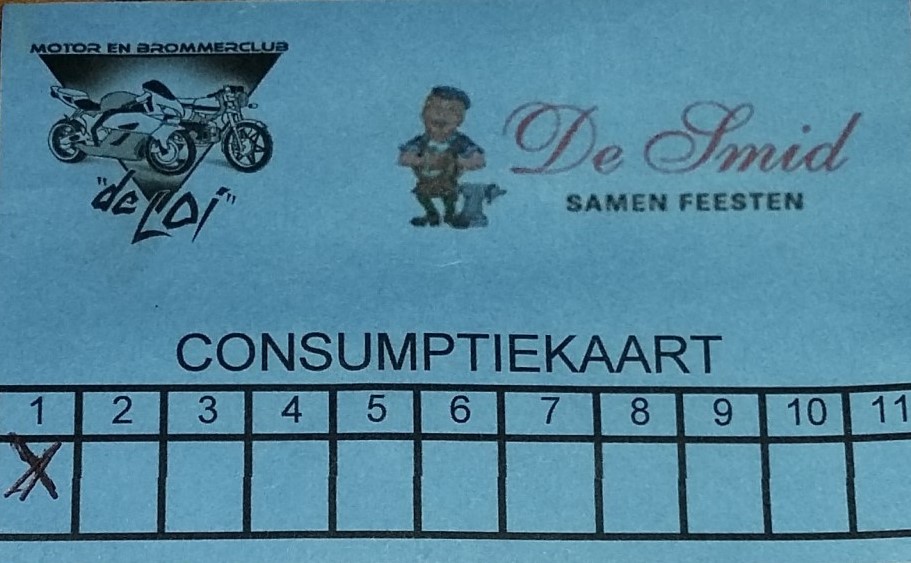 MOTOR EN BROMMERCLUB
"de Loi"
De Smid
SAMEN FEESTEN
CONSUMPTIEKAART
1 2 3 4 5 6 7 8 9 10 11
X